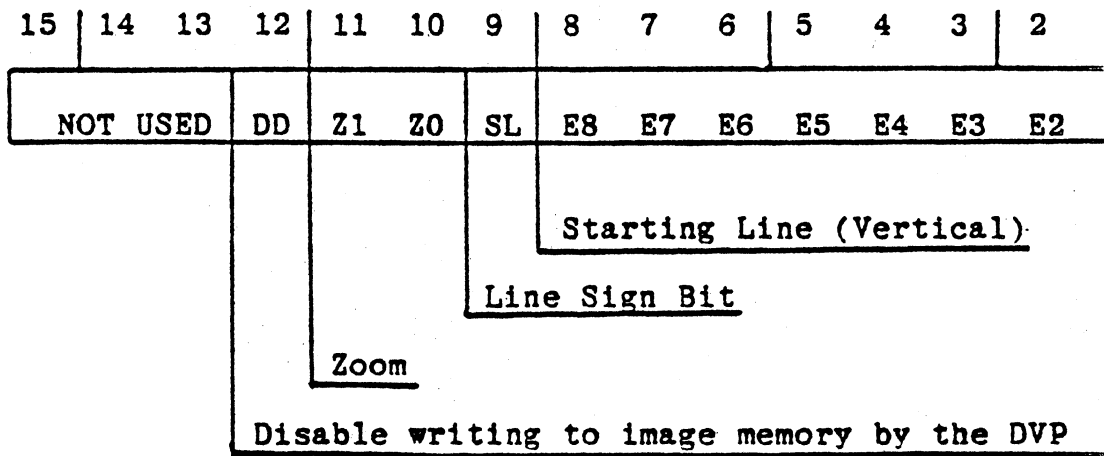 15 14 13 12 11 10 9 8 7 6 5 4 3 2
NOT USED DD Z1 Z0 SL E8 E7 E6 E5 E4 E3 E2
Starting Line (Vertical)
Line Sign Bit
Zoom
Disable writing to image memory by the DVP